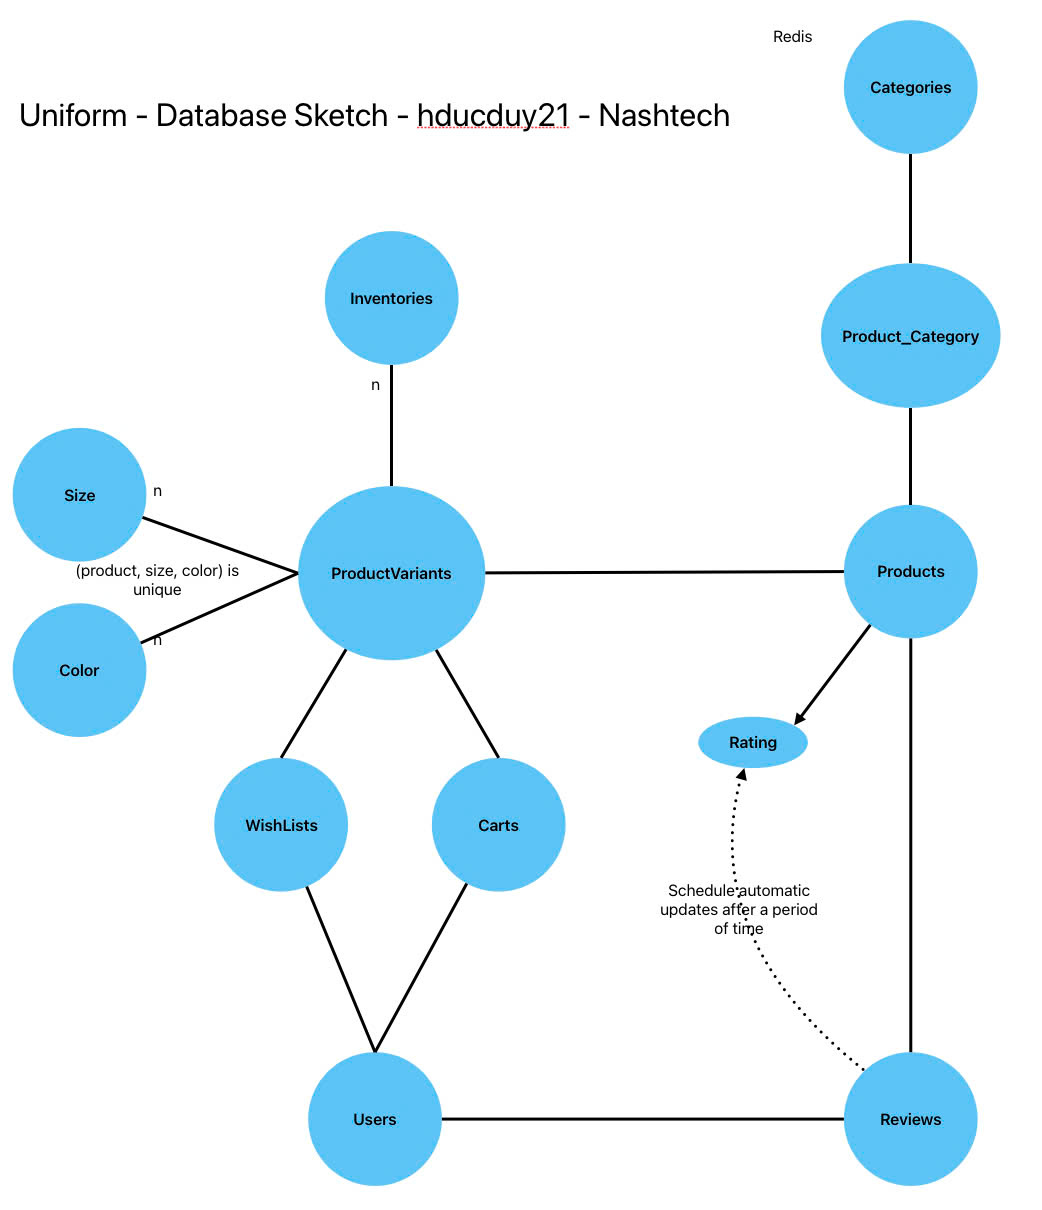 Redis
Categories
Uniform - Database Sketch - hducduy21 - Nashtech
Inventories
Product_Category
n
Size
n
(product, size, color) is
unique
ProductVariants
Products
n
Color
Rating
WishLists
Carts
Schedule automatic
updates after a period
of time
Users
Reviews